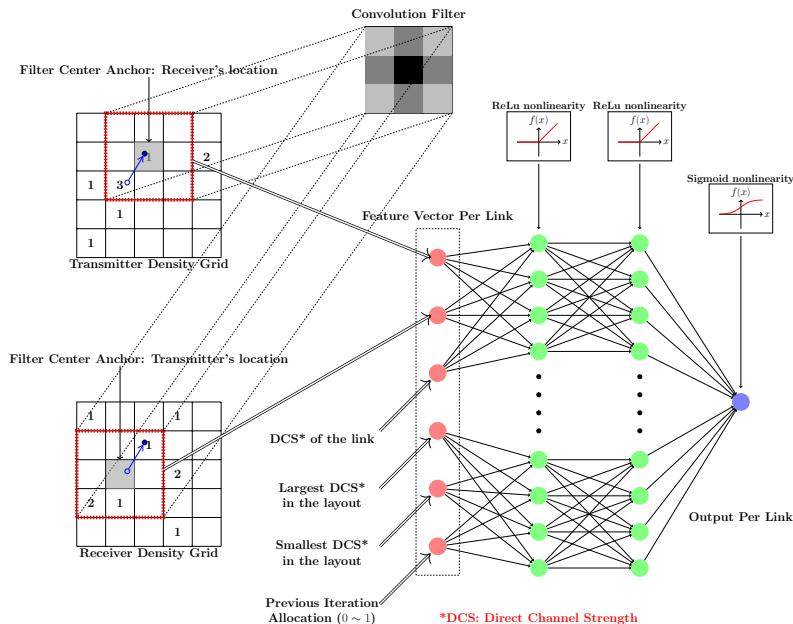 Convolution Filter
Filter Center Anchor: Receiver's location
1
2
1
3
1
1
Transmitter Density Grid
ReLu nonlinearity
f(x)
x
ReLu nonlinearity
f(x)
x
Sigmoid nonlinearity
f(x)
x
Feature Vector Per Link
Filter Center Anchor: Transmitter's location
1
1
1
2
2
1
1
Receiver Density Grid
DCS* of the link
Largest DCS*
in the layout
Smallest DCS*
in the layout
Previous Iteration
Allocation (0 ∼ 1)
Output Per Link
*DCS: Direct Channel Strength